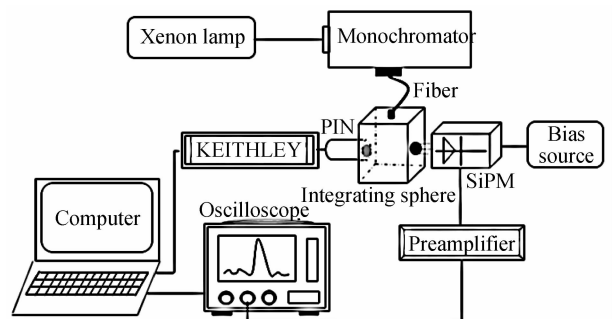 Xenon lamp
Monochromator
Fiber
PIN
KEITHLEY
Bias
source
SiPM
Integrating sphere
Computer
Oscilloscope
Preamplifier